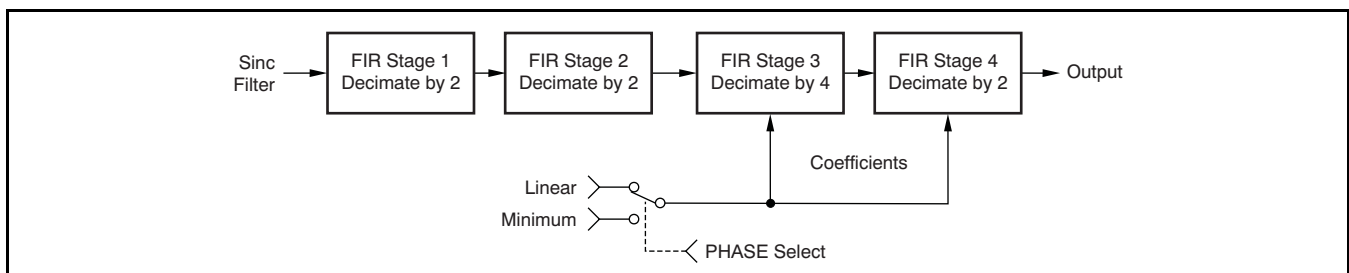 Sinc
Filter
FIR Stage 1
Decimate by 2
FIR Stage 2
Decimate by 2
FIR Stage 3
Decimate by 4
FIR Stage 4
Decimate by 2
Output
Coefficients
Linear
Minimum
PHASE Select